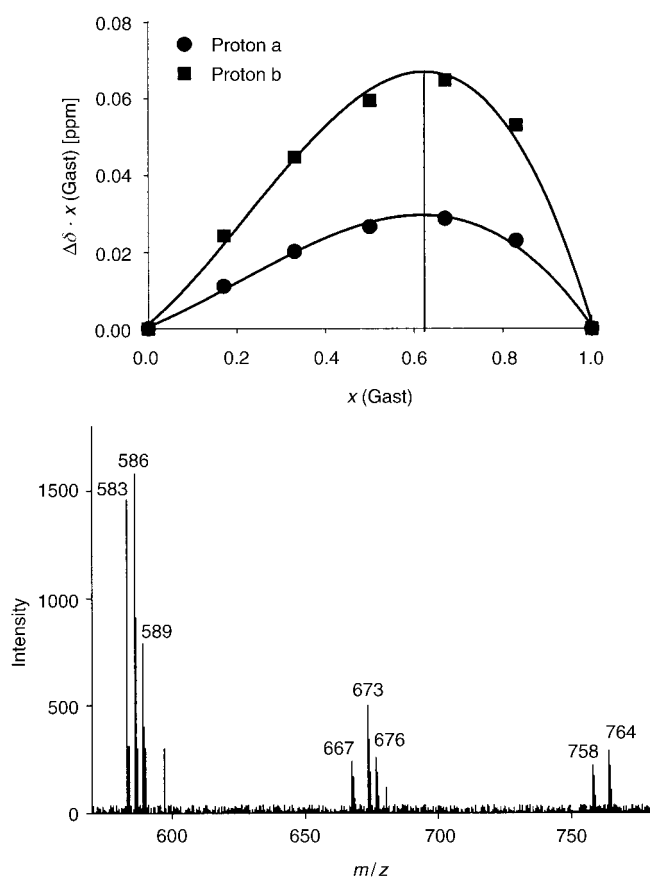 0.08
Proton a
Proton b
0.06
0.04
0.02
0.00
Δδ · x (Gast) [ppm]
0.0 0.2 0.4 0.6 0.8 1.0
x (Gast)
586
583
589
673
667
676
758
764
1500
1000
500
0
Intensity
600 650 700 750
m/z